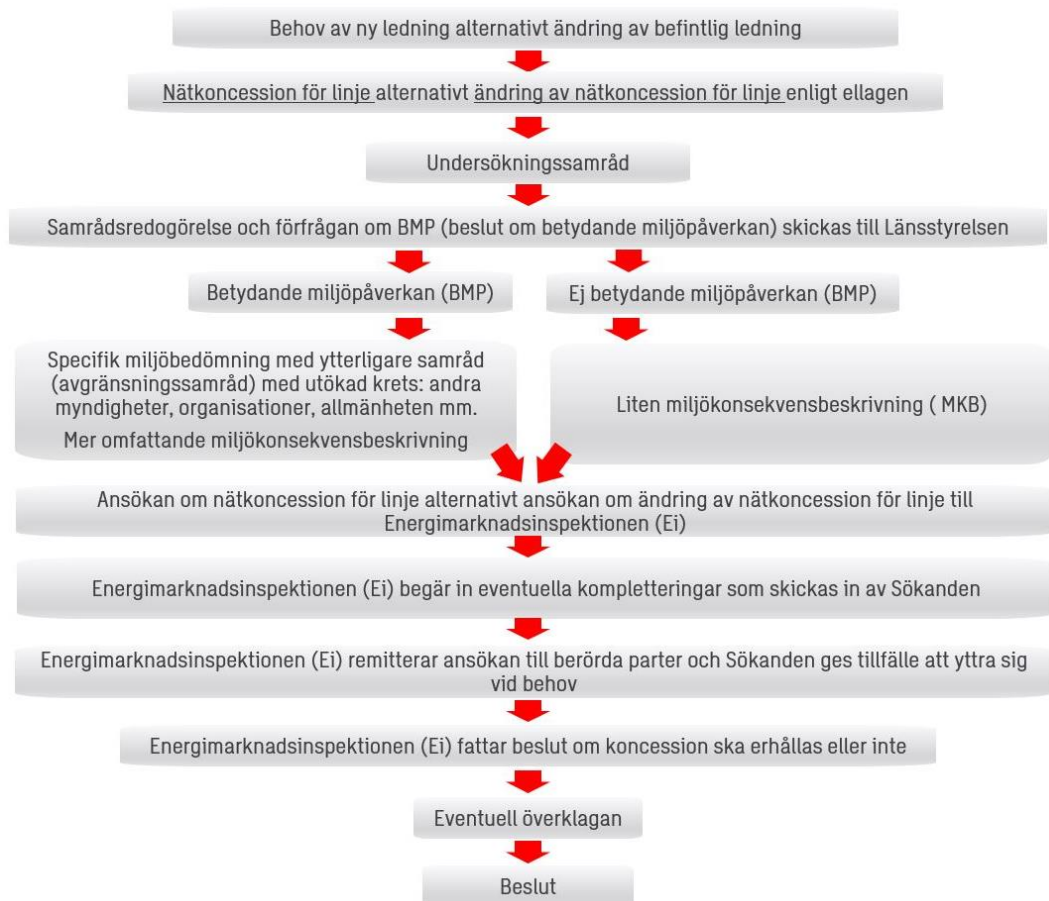 Behov av ny ledning alternativt ändring av befintlig ledning
Nätkoncession för linje alternativt ändring av nätkoncession för linje enligt ellagen
Undersökningssamråd
Samrådsredogörelse och förfrågan om BMP (beslut om betydande miljöpåverkan) skickas till Länsstyrelsen
Betydande miljöpåverkan (BMP)
Ej betydande miljöpåverkan (BMP)
Specifik miljöbedömning med ytterligare samråd
(avgränsningssamråd) med utökad krets: andra
myndigheter, organisationer, allmänheten mm.
Mer omfattande miljökonsekvensbeskrivning
Liten miljökonsekvensbeskrivning ( MKB)
Ansökan om nätkoncession för linje alternativt ansökan om ändring av nätkoncession för linje till
Energimarknadsinspektionen (Ei)
Energimarknadsinspektionen (Ei) begär in eventuella kompletteringar som skickas in av Sökanden
Energimarknadsinspektionen (Ei) remitterar ansökan till berörda parter och Sökanden ges tillfälle att yttra sig
vid behov
Energimarknadsinspektionen (Ei) fattar beslut om koncession ska erhållas eller inte
Eventuell överklagan
Beslut